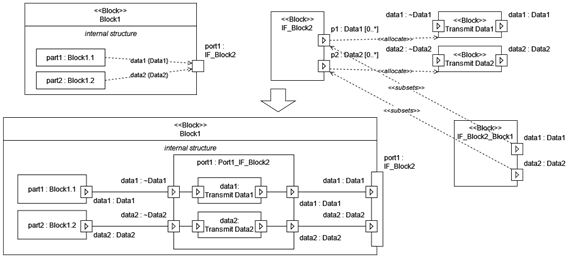 <<Block>>
Block1
internal structure
part1 : Block1.1
part2 : Block1.2
data1 {Data1}
data2 {Data2}
port1 :
IF_Block2
<<Block>>
IF_Block2
p1 : Data1 [0..*]
p2 : Data2 [0..*]
<<allocate>>
<<allocate>>
data1 : ~Data1
<<Block>>
Transmit Data1
data1 : Data1
data2 : ~Data2
<<Block>>
Transmit Data2
data2 : Data2
<<subsets>>
<<subsets>>
<<Block>>
IF_Block2_Block1
data1 : Data1
data2 : Data2
<<Block>>
Block1
internal structure
port1 : Port1_IF_Block2
port1 :
IF_Block2
part1 : Block1.1
data1 : Data1
data1 : ~Data1
data1:
Transmit Data1
data1 : Data1
data1 : Data1
part2 : Block1.2
data2 : Data2
data2 : ~Data2
data2:
Transmit Data2
data2 : Data2
data2 : Data2